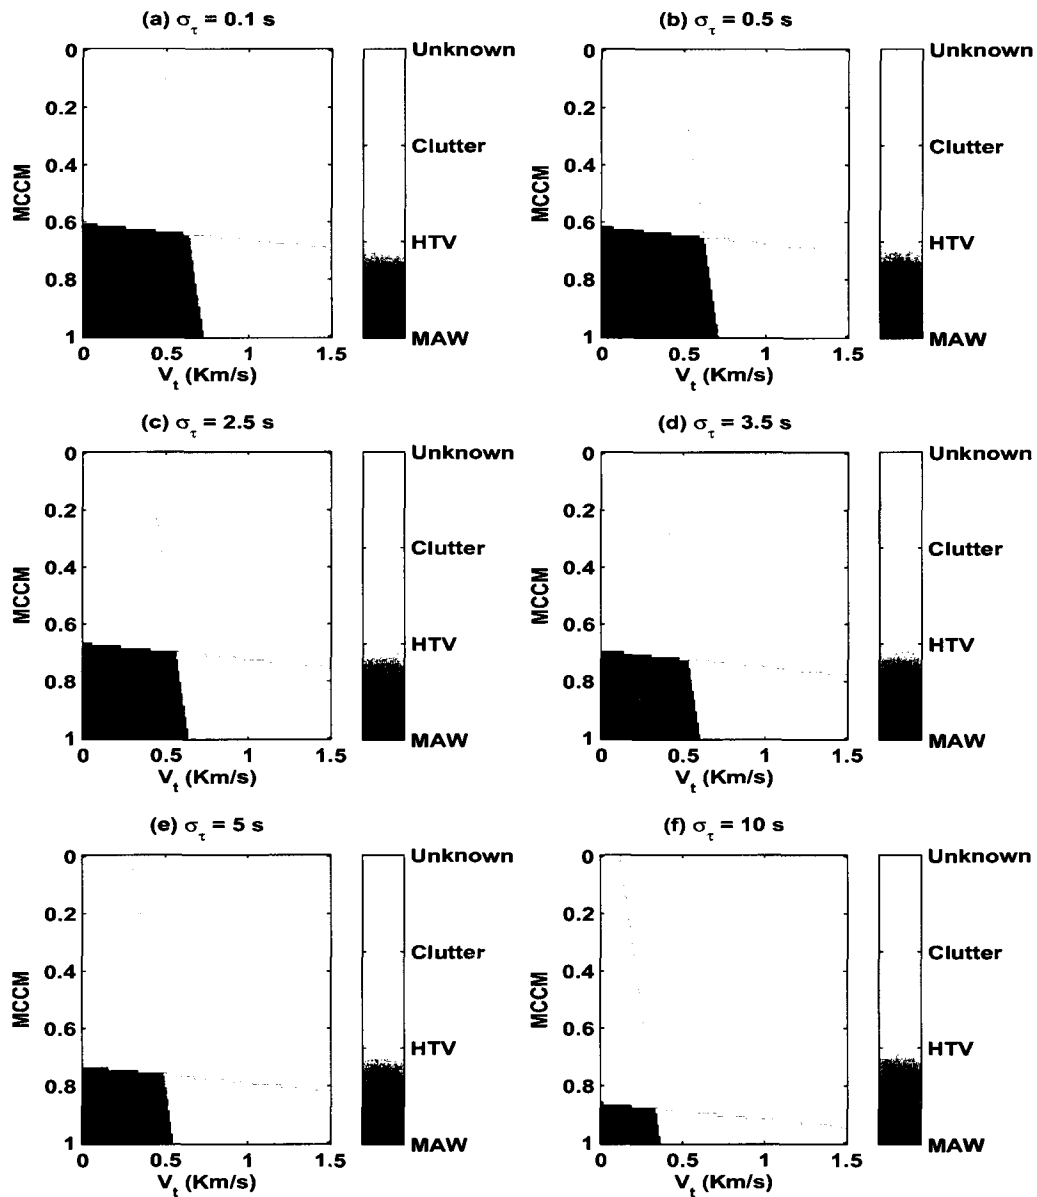 (a) σ_τ = 0.1 s
0
0.2
0.4
0.6
0.8
1
MCCM
0 0.5 1 1.5
V_t (Km/s)
Unknown
Clutter
HTV
MAW
(b) σ_τ = 0.5 s
0
0.2
0.4
0.6
0.8
1
MCCM
0 0.5 1 1.5
V_t (Km/s)
Unknown
Clutter
HTV
MAW
(c) σ_τ = 2.5 s
0
0.2
0.4
0.6
0.8
1
MCCM
0 0.5 1 1.5
V_t (Km/s)
Unknown
Clutter
HTV
MAW
(d) σ_τ = 3.5 s
0
0.2
0.4
0.6
0.8
1
MCCM
0 0.5 1 1.5
V_t (Km/s)
Unknown
Clutter
HTV
MAW
(e) σ_τ = 5 s
0
0.2
0.4
0.6
0.8
1
MCCM
0 0.5 1 1.5
V_t (Km/s)
Unknown
Clutter
HTV
MAW
(f) σ_τ = 10 s
0
0.2
0.4
0.6
0.8
1
MCCM
0 0.5 1 1.5
V_t (Km/s)
Unknown
Clutter
HTV
MAW